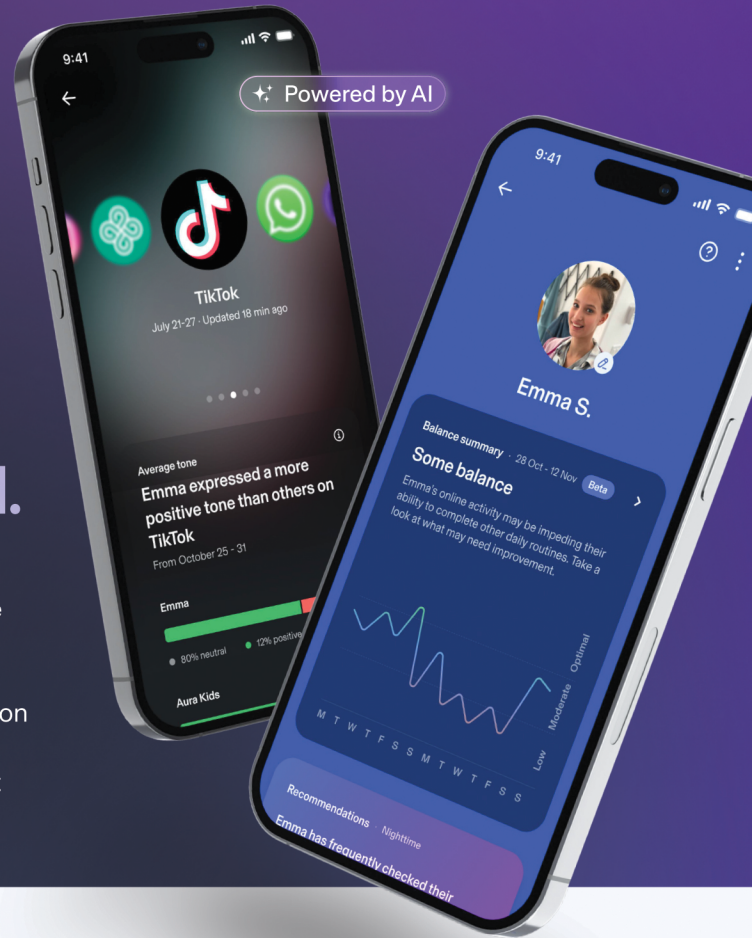 9:41
Powered by AI
TikTok
July 21-27 · Updated 18 min ago
Average tone
Emma expressed a more
positive tone than others on
TikTok
From October 25 - 31
Emma
80% neutral
12% positive
Aura Kids
9:41
?
Emma S.
Balance summary · 28 Oct - 12 Nov Beta
Some balance
Emma's online activity may be impeding their
ability to complete other daily routines. Take a
look at what may need improvement.
Optimal
Moderate
Low
M T W T F S S M T W T F S S
Recommendations · Nighttime
Emma has frequently checked their
on